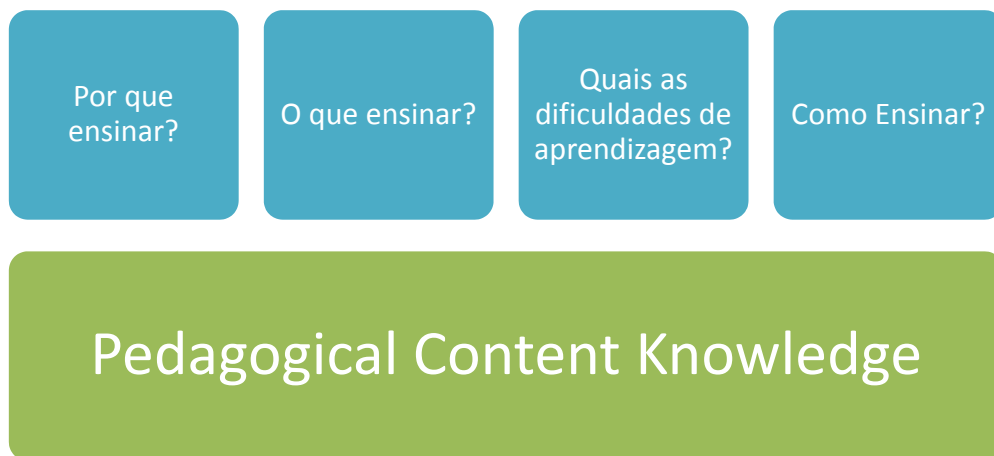 Por que
ensinar?
O que ensinar?
Quais as
dificuldades de
aprendizagem?
Como Ensinar?
Pedagogical Content Knowledge